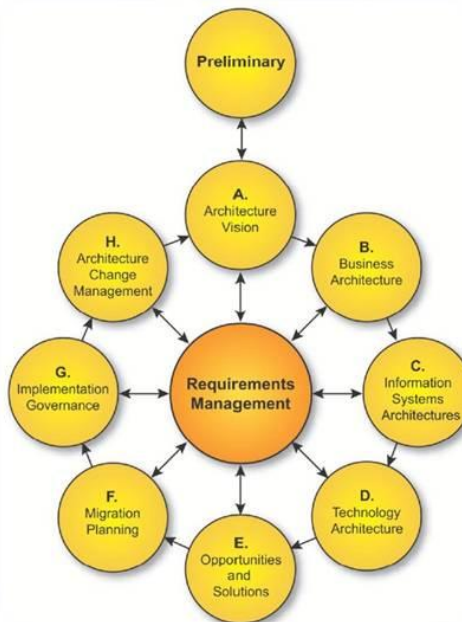 Preliminary
A.
Architecture
Vision
B.
Business
Architecture
C.
Information
Systems
Architectures
D.
Technology
Architecture
E.
Opportunities
and
Solutions
F.
Migration
Planning
G.
Implementation
Governance
H.
Architecture
Change
Management
Requirements
Management